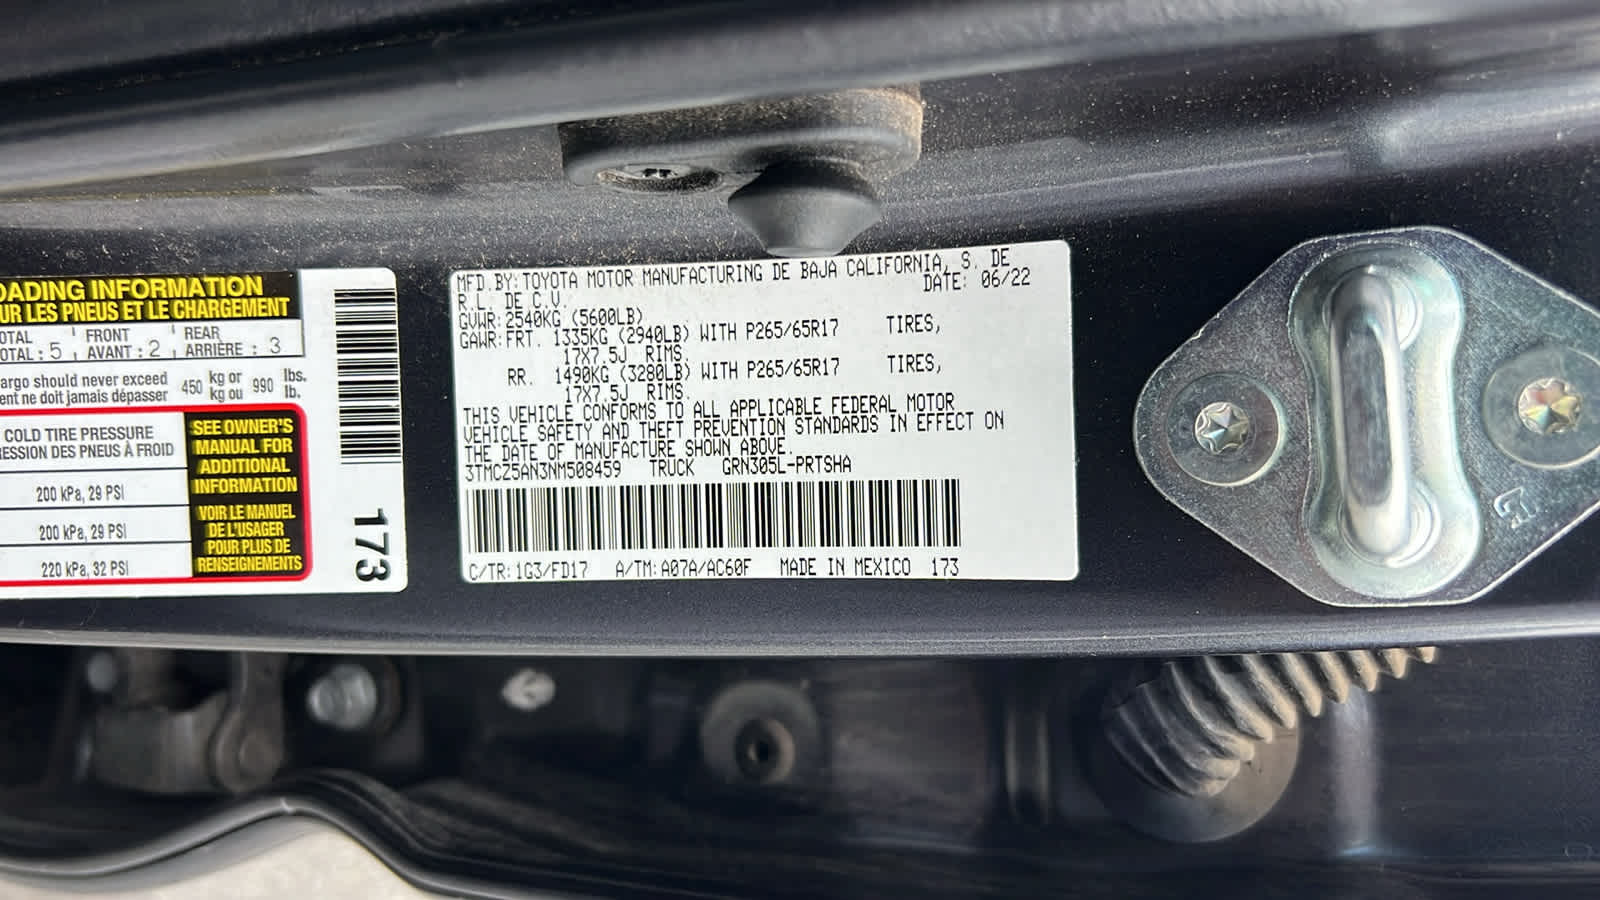 OADING INFORMATION
UR LES PNEUS ET LE CHARGEMENT
OTAL FRONT REAR
OTAL : 5 AVANT : 2 ARRIÈRE : 3
argo should never exceed 450 kg or 990 lbs.
ent ne doit jamais dépasser kg ou lb.
COLD TIRE PRESSURE
RESSION DES PNEUS À FROID
200 kPa, 29 PSI
200 kPa, 29 PSI
220 kPa, 32 PSI
SEE OWNER'S
MANUAL FOR
ADDITIONAL
INFORMATION
VOIR LE MANUEL
DE L'USAGER
POUR PLUS DE
RENSEIGNEMENTS
173
MFD.BY:TOYOTA MOTOR MANUFACTURING DE BAJA CALIFORNIA, S. DE
R.L. DE C.V. DATE: 06/22
GVWR:2540KG (5600LB)
GAWR:FRT. 1335KG (2940LB) WITH P265/65R17 TIRES,
17X7.5J RIMS.
RR. 1490KG (3280LB) WITH P265/65R17 TIRES,
17X7.5J RIMS.
THIS VEHICLE CONFORMS TO ALL APPLICABLE FEDERAL MOTOR
VEHICLE SAFETY AND THEFT PREVENTION STANDARDS IN EFFECT ON
THE DATE OF MANUFACTURE SHOWN ABOVE.
3TMCZ5AN3NM508459 TRUCK GRN305L-PRTSHA
C/TR:1G3/FD17 A/TM:A07A/AC60F MADE IN MEXICO 173